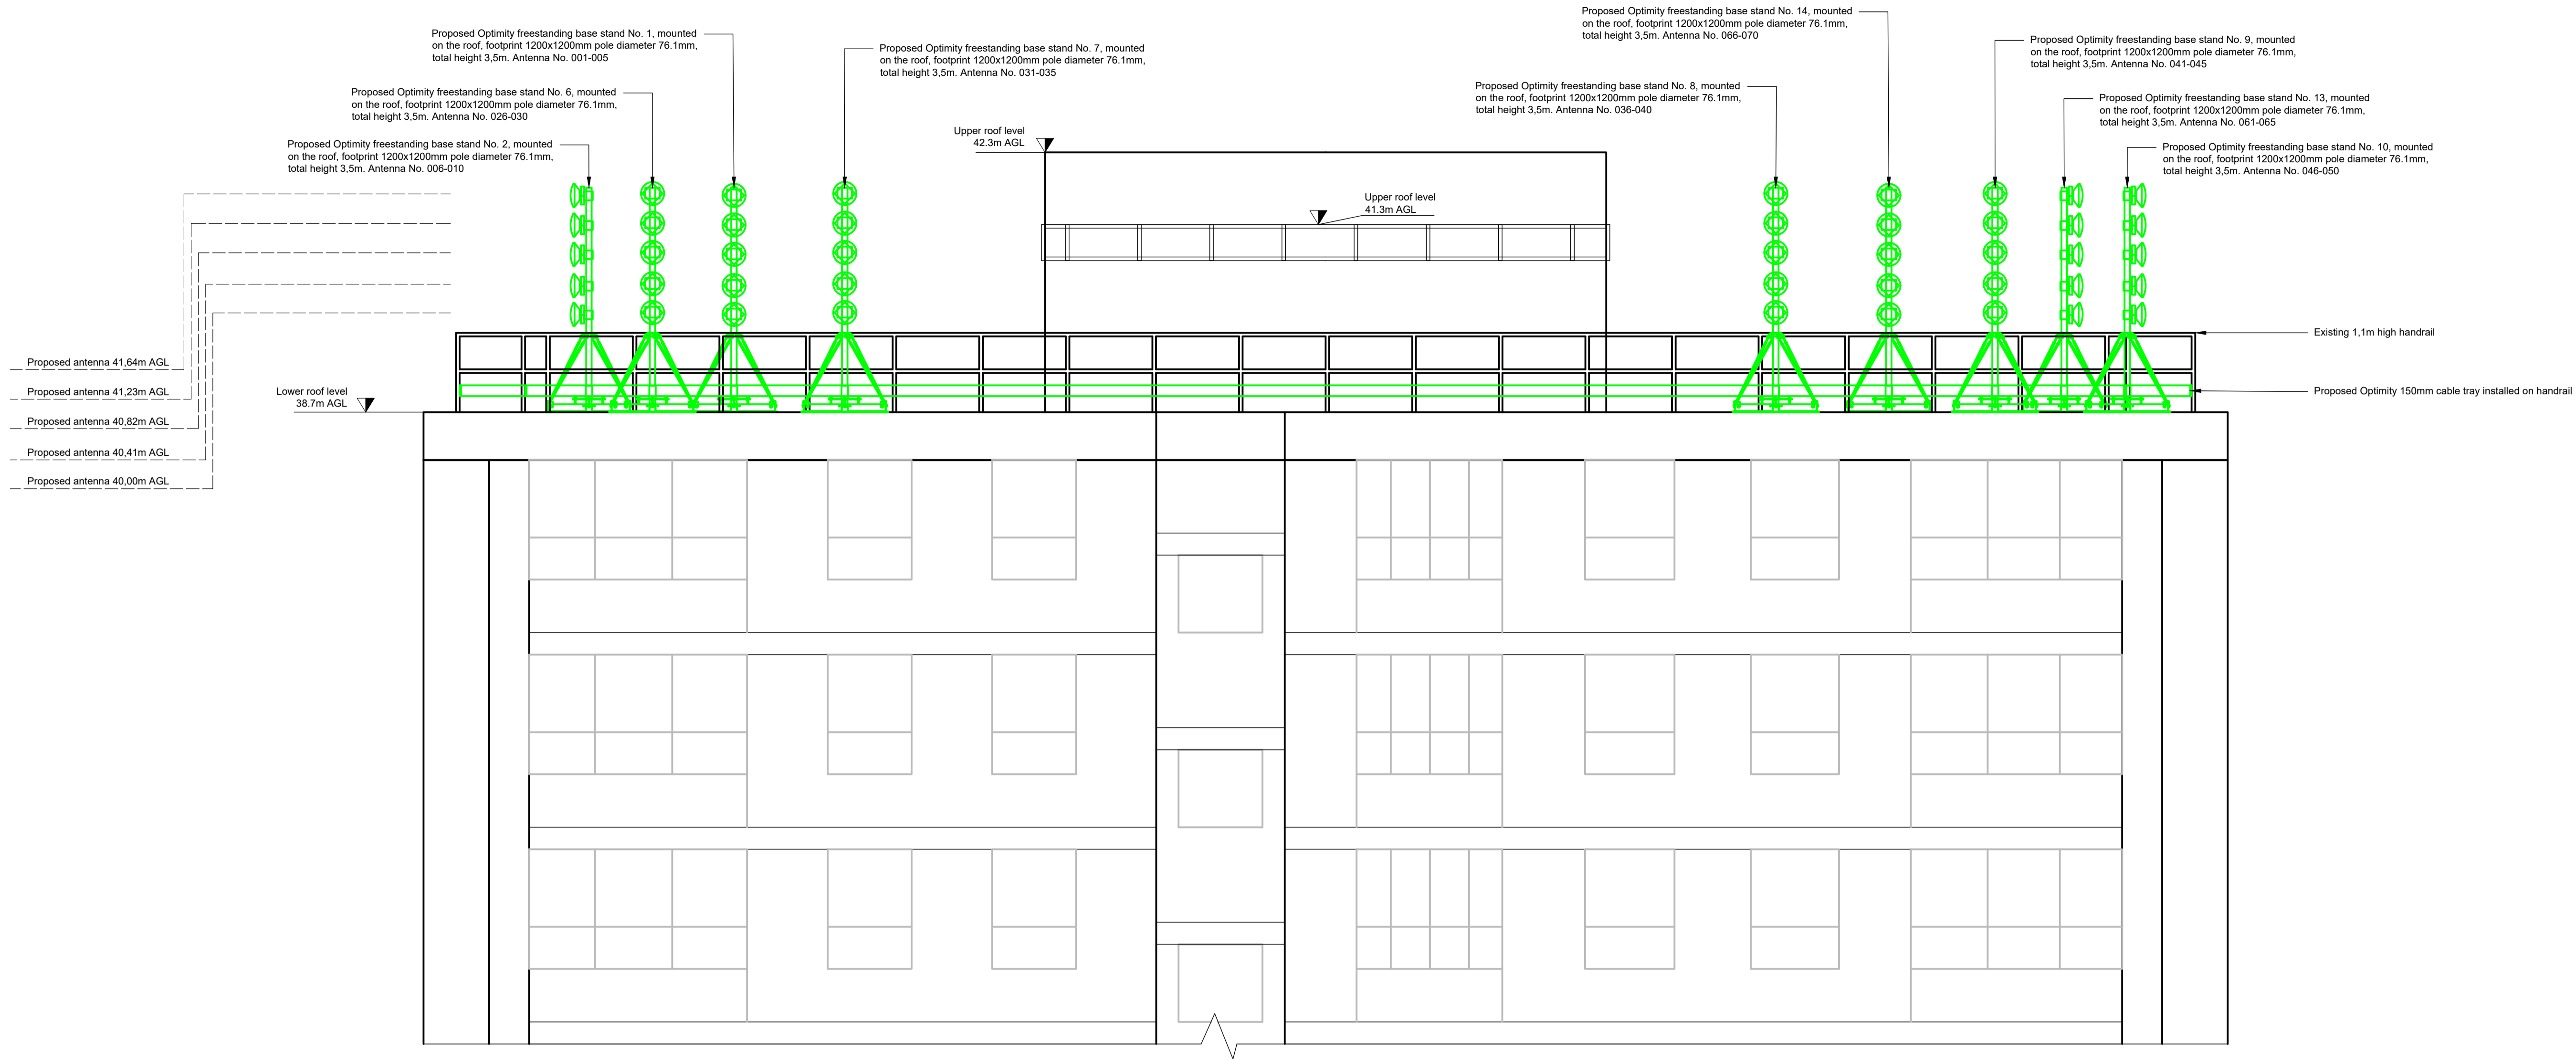 Proposed Optimity freestanding base stand No. 14, mounted
on the roof, footprint 1200x1200mm pole diameter 76.1mm,
total height 3,5m. Antenna No. 066-070
Proposed Optimity freestanding base stand No. 1, mounted
on the roof, footprint 1200x1200mm pole diameter 76.1mm,
total height 3,5m. Antenna No. 001-005
Proposed Optimity freestanding base stand No. 7, mounted
on the roof, footprint 1200x1200mm pole diameter 76.1mm,
total height 3,5m. Antenna No. 031-035
Proposed Optimity freestanding base stand No. 9, mounted
on the roof, footprint 1200x1200mm pole diameter 76.1mm,
total height 3,5m. Antenna No. 041-045
Proposed Optimity freestanding base stand No. 6, mounted
on the roof, footprint 1200x1200mm pole diameter 76.1mm,
total height 3,5m. Antenna No. 026-030
Proposed Optimity freestanding base stand No. 8, mounted
on the roof, footprint 1200x1200mm pole diameter 76.1mm,
total height 3,5m. Antenna No. 036-040
Proposed Optimity freestanding base stand No. 13, mounted
on the roof, footprint 1200x1200mm pole diameter 76.1mm,
total height 3,5m. Antenna No. 061-065
Upper roof level
42.3m AGL
Proposed Optimity freestanding base stand No. 2, mounted
on the roof, footprint 1200x1200mm pole diameter 76.1mm,
total height 3,5m. Antenna No. 006-010
Proposed Optimity freestanding base stand No. 10, mounted
on the roof, footprint 1200x1200mm pole diameter 76.1mm,
total height 3,5m. Antenna No. 046-050
Upper roof level
41.3m AGL
Existing 1,1m high handrail
Proposed antenna 41,64m AGL
Proposed antenna 41,23m AGL
Lower roof level
38.7m AGL
Proposed Optimity 150mm cable tray installed on handrail
Proposed antenna 40,82m AGL
Proposed antenna 40,41m AGL
Proposed antenna 40,00m AGL